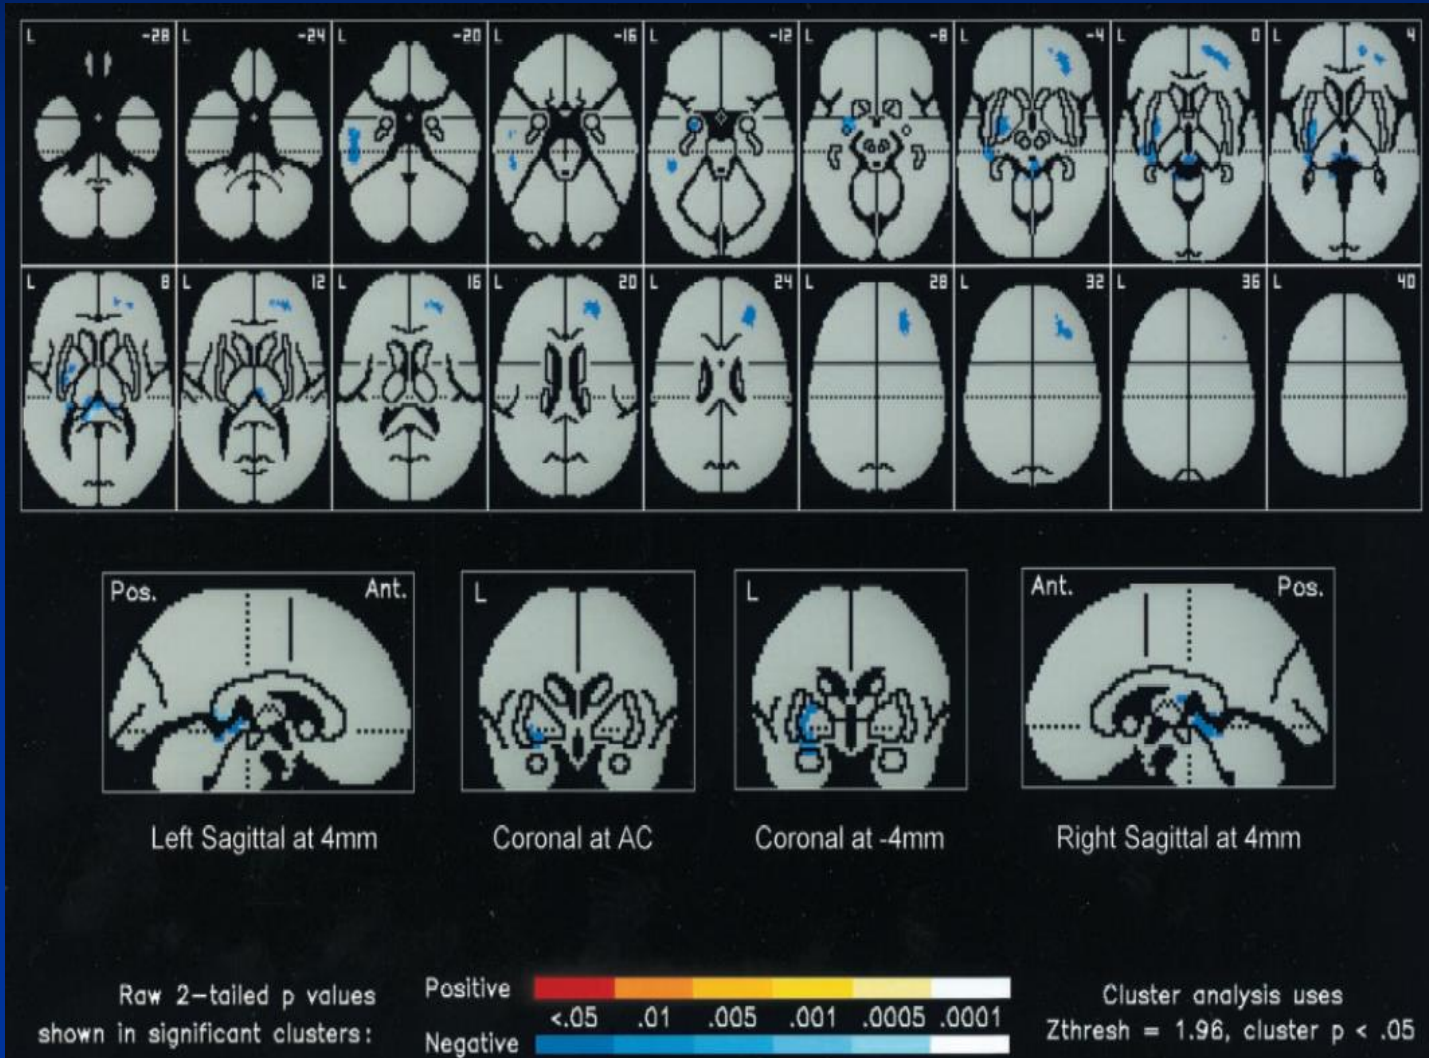 L -28 L -24 L -20 L -16 L -12 L -8 L -4 L 0 L 4
L 8 L 12 L 16 L 20 L 24 L 28 L 32 L 36 L 40
Pos. Ant. L L Ant. Pos.
Left Sagittal at 4mm Coronal at AC Coronal at -4mm Right Sagittal at 4mm
Raw 2-tailed p values
shown in significant clusters:
Positive
<.05 .01 .005 .001 .0005 .0001
Negative
Cluster analysis uses
Zthresh = 1.96, cluster p < .05